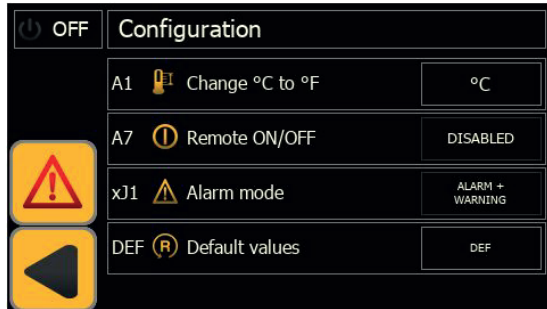 OFF
Configuration
A1 Change °C to °F °C
A7 Remote ON/OFF DISABLED
xJ1 Alarm mode ALARM +
WARNING
DEF R Default values DEF